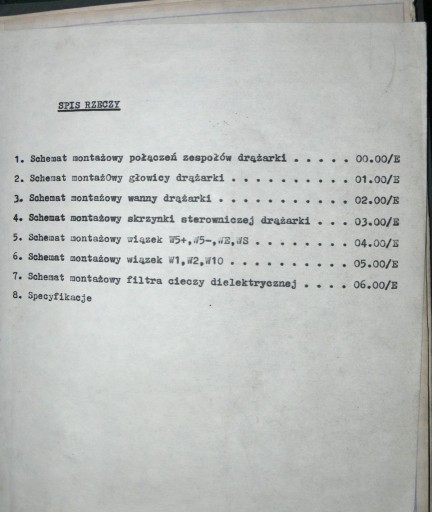 SPIS RZECZY
1. Schemat montażowy połączeń zespołów drążarki . . . . . 00.00/E
2. Schemat montaż0wy głowicy drążarki . . . . . . . . . . 01.00/E
3. Schemat montażowy wanny drążarki . . . . . . . . . . . 02.00/E
4. Schemat montażowy skrzynki sterowniczej drążarki . . . 03.00/E
5. Schemat montażowy wiązek W5+,W5-,WE,WS . . . . . . . . 04.00/E
6. Schemat montażowy wiązek W1,W2,W10 . . . . . . . . . . 05.00/E
7. Schemat montażowy filtra cieczy dielektrycznej . . . . 06.00/E
8. Specyfikacje